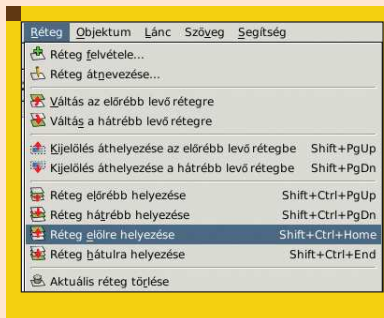 Réteg Objektum Lánc Szöveg Segítség
Réteg felvétele...
Réteg átnevezése...
Váltás az előrébb levő rétegre
Váltás a hátrébb levő rétegre
Kijelölés áthelyezése az előrébb levő rétegbe Shift+PgUp
Kijelölés áthelyezése a hátrébb levő rétegbe Shift+PgDn
Réteg előrébb helyezése Shift+Ctrl+PgUp
Réteg hátrébb helyezése Shift+Ctrl+PgDn
Réteg elölre helyezése Shift+Ctrl+Home
Réteg hátulra helyezése Shift+Ctrl+End
Aktuális réteg törlése